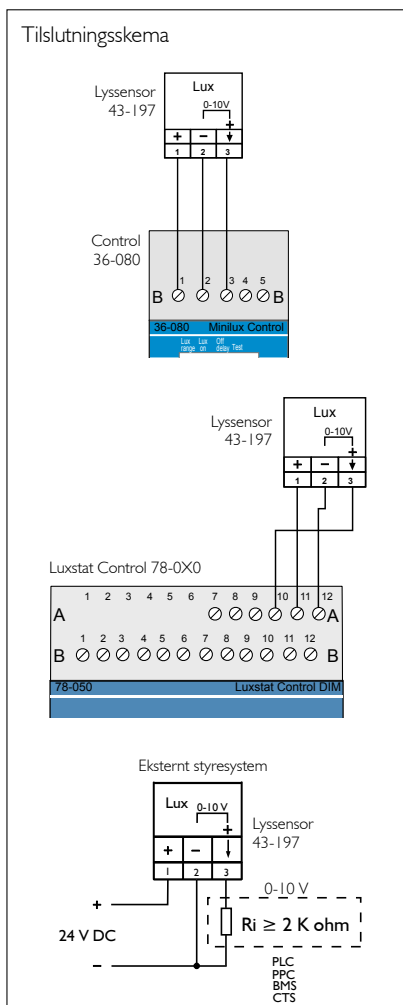 Tilslutningsskema
Lyssensor
43-197
Lux
0-10V
+
+ −
1 2 3
Control
36-080
1 2 3 4 5
B B
36-080 Minilux Control
Lux range Lux on Off delay Test
Lyssensor
43-197
Lux
0-10V
+
+ −
1 2 3
Luxstat Control 78-0X0
1 2 3 4 5 6 7 8 9 10 11 12
A A
1 2 3 4 5 6 7 8 9 10 11 12
B B
78-050 Luxstat Control DIM
Eksternt styresystem
Lux 0-10 V
+
+ −
1 2 3
Lyssensor
43-197
0-10 V
+
24 V DC
−
Ri ≥ 2 K ohm
PLC
PPC
BMS
CTS